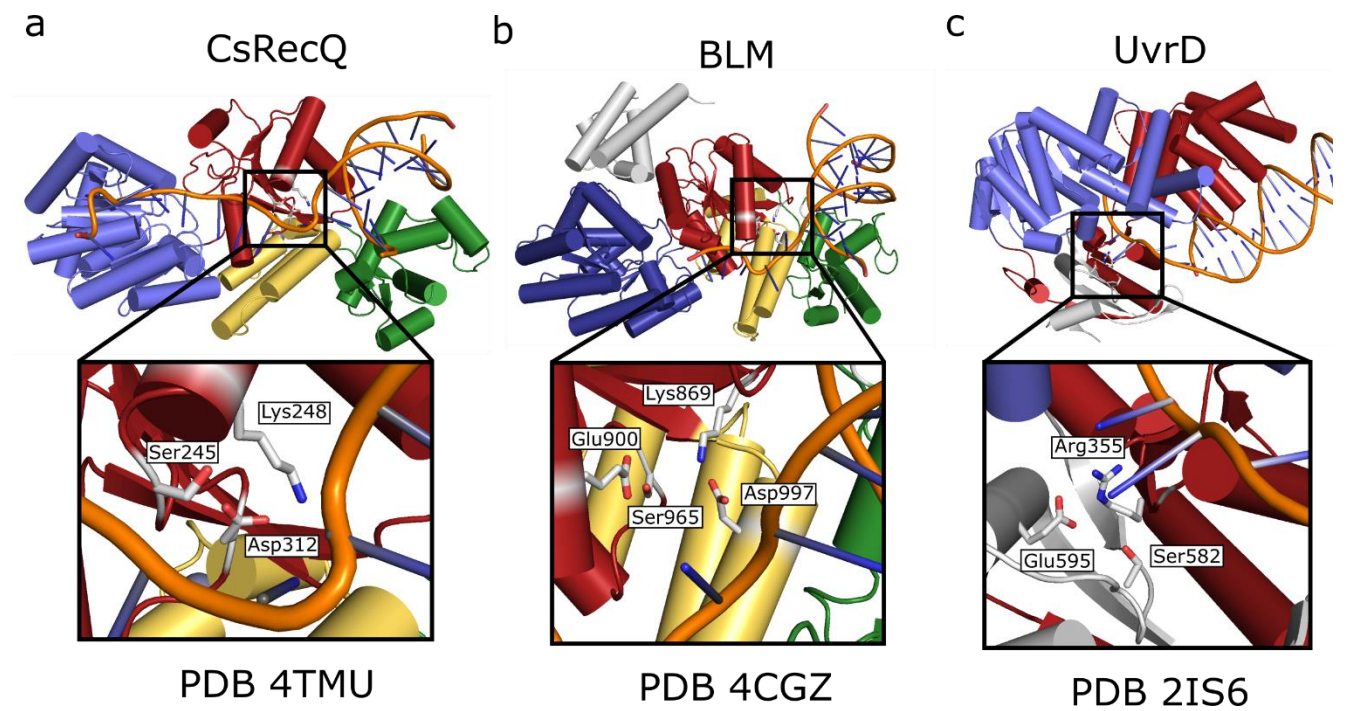 a
CsRecQ
b
BLM
c
UvrD
Lys248
Ser245
Asp312
Lys869
Glu900
Ser965
Asp997
Arg355
Glu595
Ser582
PDB 4TMU
PDB 4CGZ
PDB 2IS6